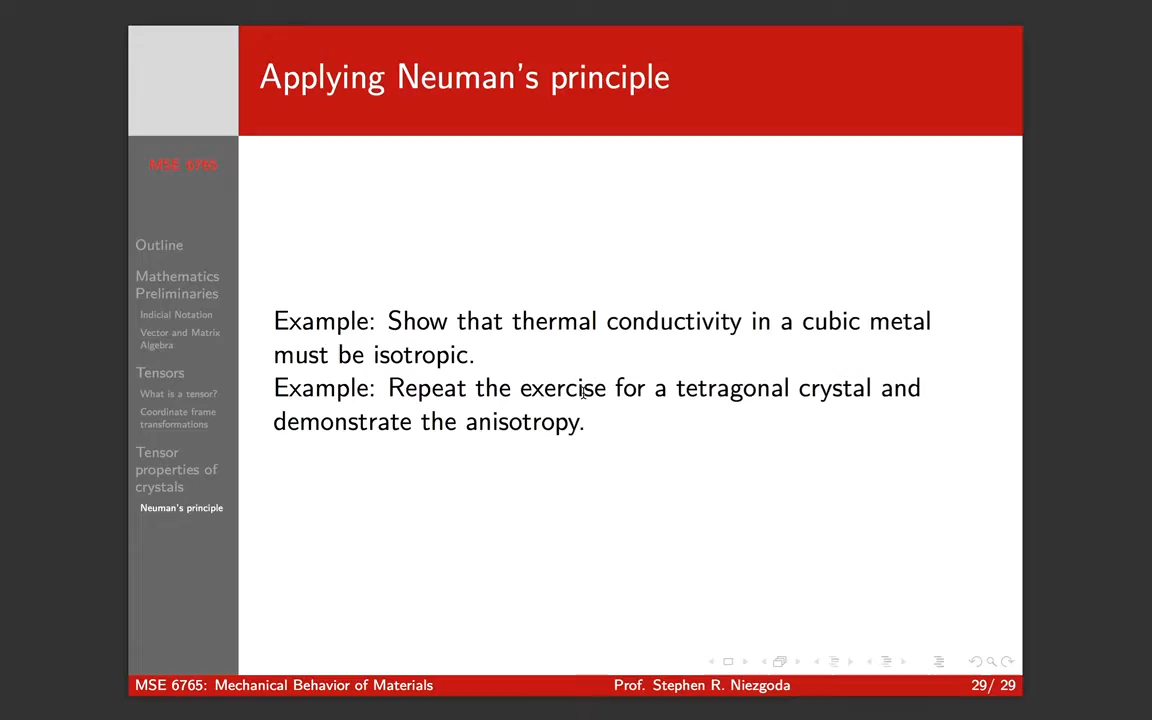 Applying Neuman's principle
MSE 6765
Outline
Mathematics
Preliminaries
Indicial Notation
Vector and Matrix
Algebra
Tensors
What is a tensor?
Coordinate frame
transformations
Tensor
properties of
crystals
Neuman's principle
Example: Show that thermal conductivity in a cubic metal
must be isotropic.
Example: Repeat the exercise for a tetragonal crystal and
demonstrate the anisotropy.
MSE 6765: Mechanical Behavior of Materials
Prof. Stephen R. Niezgoda
29/ 29